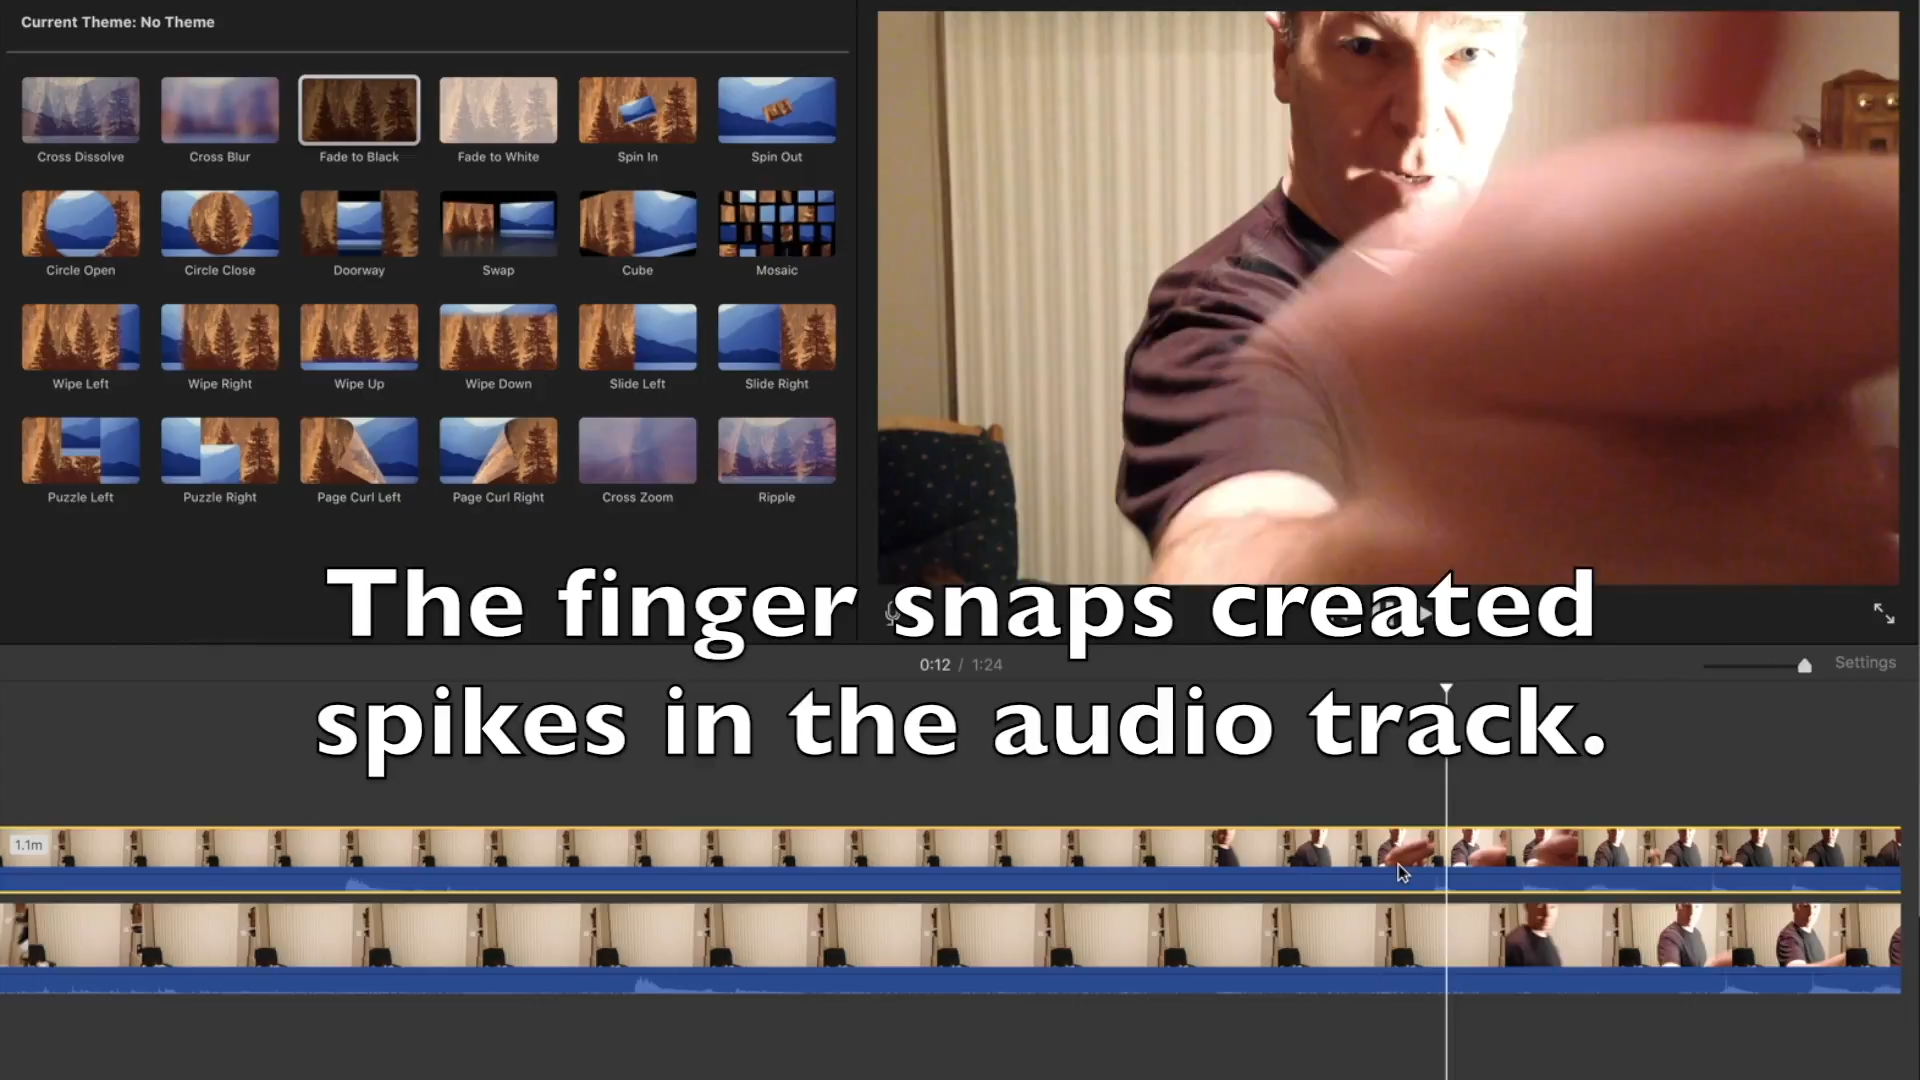 Current Theme: No Theme
Cross Dissolve
Cross Blur
Fade to Black
Fade to White
Spin In
Spin Out
Circle Open
Circle Close
Doorway
Swap
Cube
Mosaic
Wipe Left
Wipe Right
Wipe Up
Wipe Down
Slide Left
Slide Right
Puzzle Left
Puzzle Right
Page Curl Left
Page Curl Right
Cross Zoom
Ripple
The finger snaps created
spikes in the audio track.
0:12 / 1:24
Settings
1.1m